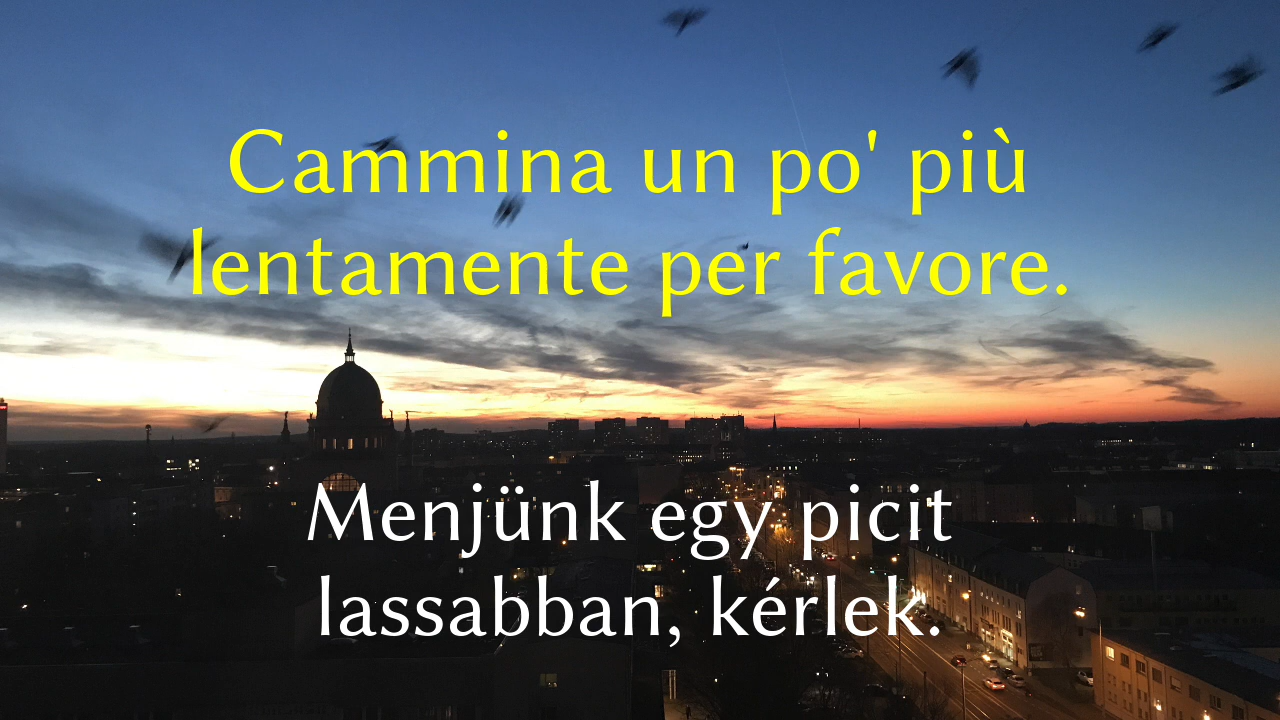 Cammina un po' più
lentamente per favore.
Menjünk egy picit
lassabban, kérlek.